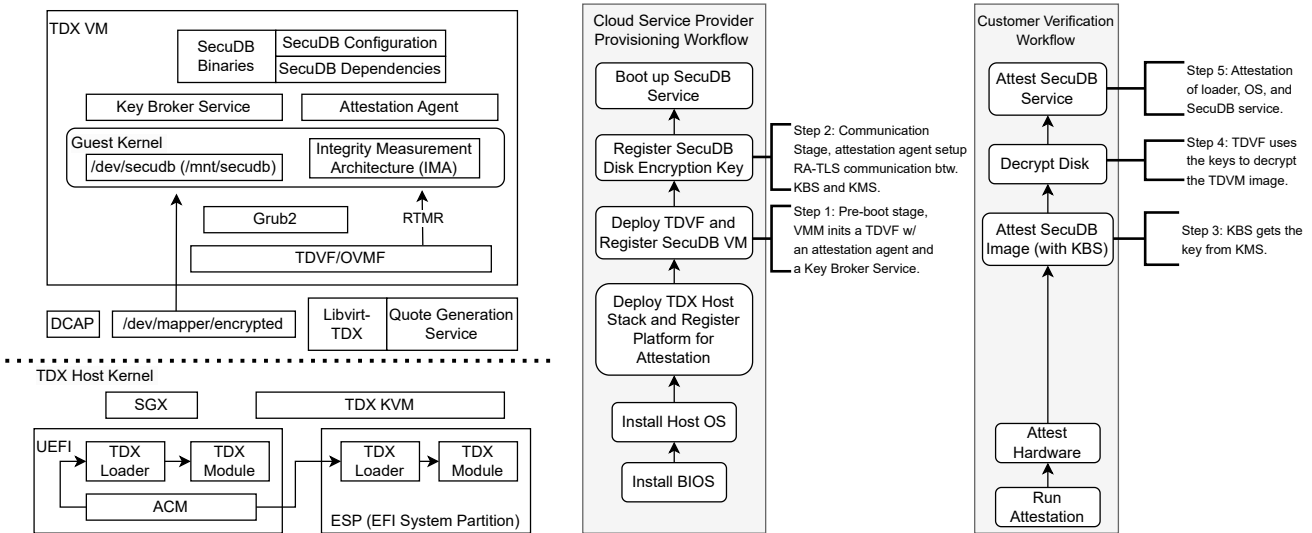 TDX VM
SecuDB
Binaries
SecuDB Configuration
SecuDB Dependencies
Key Broker Service
Attestation Agent
Guest Kernel
/dev/secudb (/mnt/secudb)
Integrity Measurement
Architecture (IMA)
Grub2
RTMR
TDVF/OVMF
DCAP
/dev/mapper/encrypted
Libvirt-
TDX
Quote Generation
Service
TDX Host Kernel
SGX
TDX KVM
UEFI
TDX
Loader
TDX
Module
ACM
TDX
Loader
TDX
Module
ESP (EFI System Partition)
Cloud Service Provider
Provisioning Workflow
Boot up SecuDB
Service
Register SecuDB
Disk Encryption Key
Step 2: Communication
Stage, attestation agent setup
RA-TLS communication btw.
KBS and KMS.
Deploy TDVF and
Register SecuDB VM
Step 1: Pre-boot stage,
VMM inits a TDVF w/
an attestation agent and
a Key Broker Service.
Deploy TDX Host
Stack and Register
Platform for
Attestation
Install Host OS
Install BIOS
Customer Verification
Workflow
Attest SecuDB
Service
Step 5: Attestation
of loader, OS, and
SecuDB service.
Decrypt Disk
Step 4: TDVF uses
the keys to decrypt
the TDVM image.
Attest SecuDB
Image (with KBS)
Step 3: KBS gets the
key from KMS.
Attest
Hardware
Run
Attestation